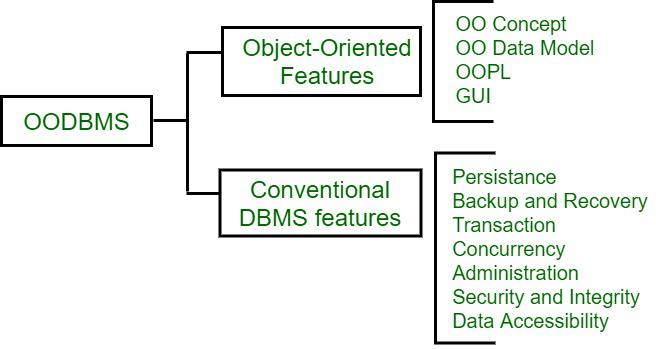 OODBMS
Object-Oriented
Features
OO Concept
OO Data Model
OOPL
GUI
Conventional
DBMS features
Persistance
Backup and Recovery
Transaction
Concurrency
Administration
Security and Integrity
Data Accessibility